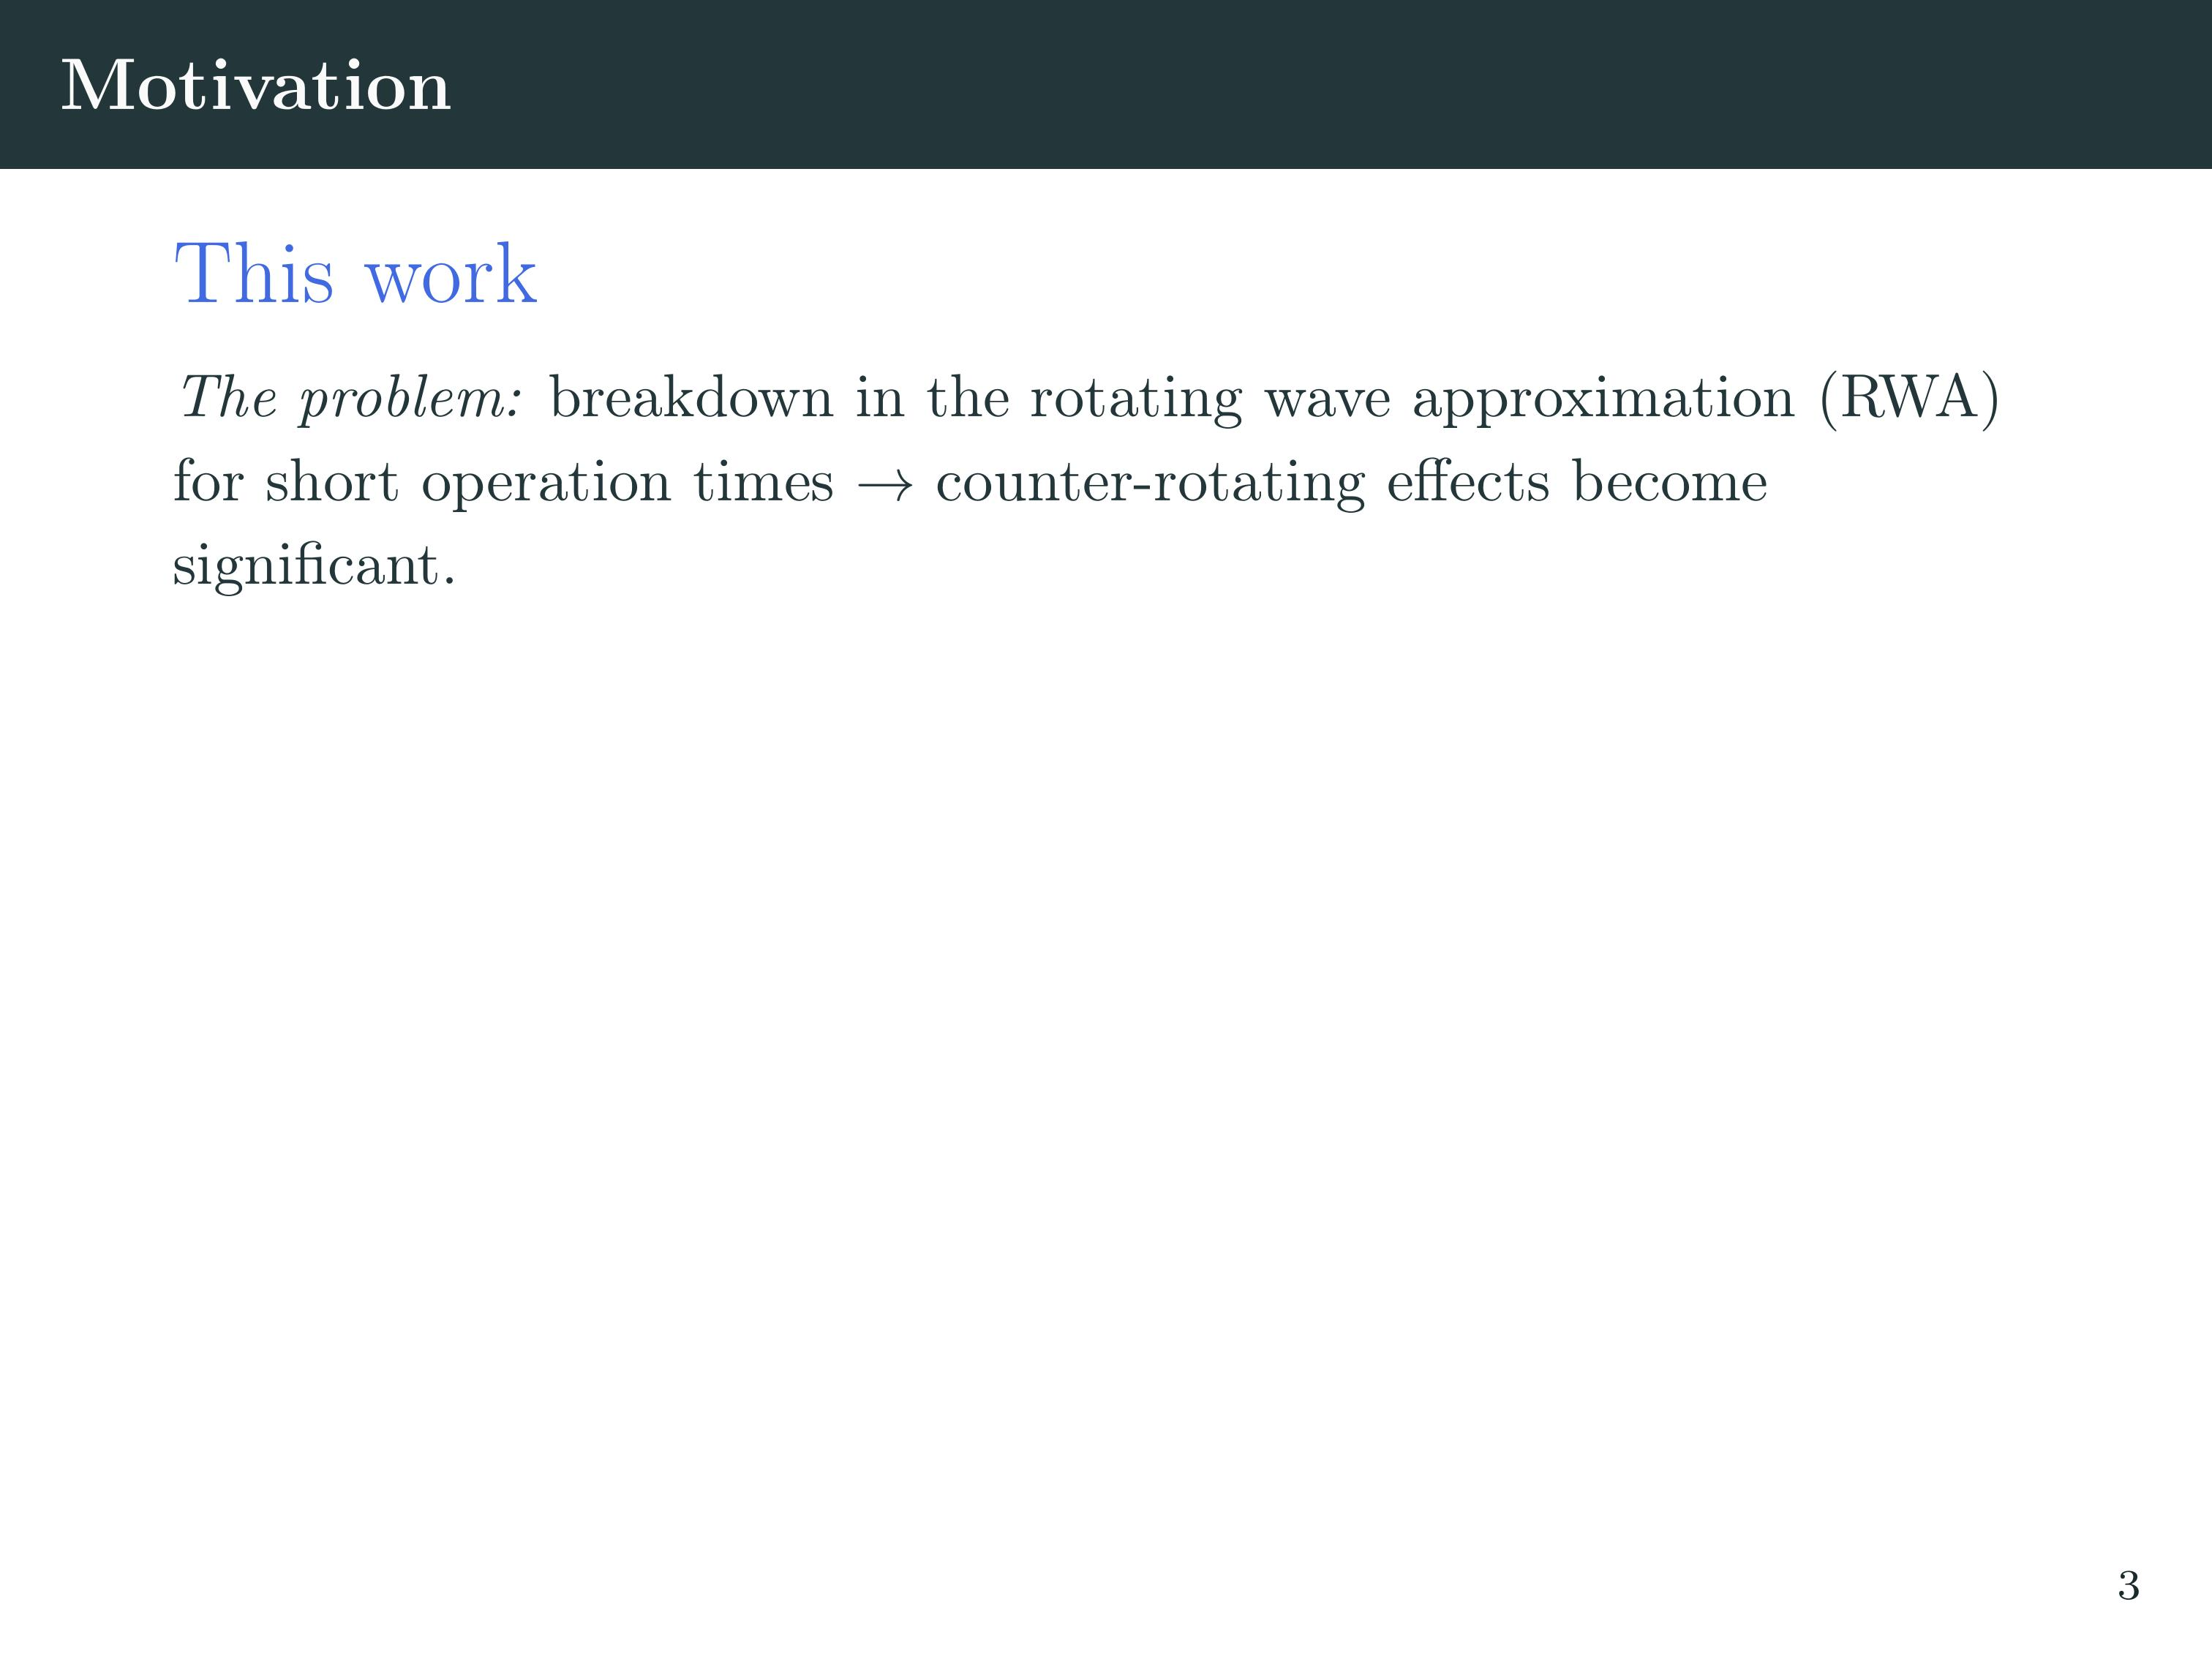 Motivation
This work
The problem: breakdown in the rotating wave approximation (RWA)
for short operation times → counter-rotating effects become
significant.
3